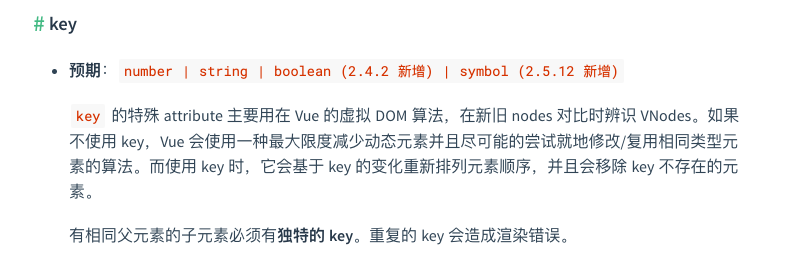 # key
• 预期： number | string | boolean (2.4.2 新增) | symbol (2.5.12 新增)
key 的特殊 attribute 主要用在 Vue 的虚拟 DOM 算法，在新旧 nodes 对比时辨识 VNodes。如果
不使用 key，Vue 会使用一种最大限度减少动态元素并且尽可能的尝试就地修改/复用相同类型元
素的算法。而使用 key 时，它会基于 key 的变化重新排列元素顺序，并且会移除 key 不存在的元
素。
有相同父元素的子元素必须有独特的 key。重复的 key 会造成渲染错误。